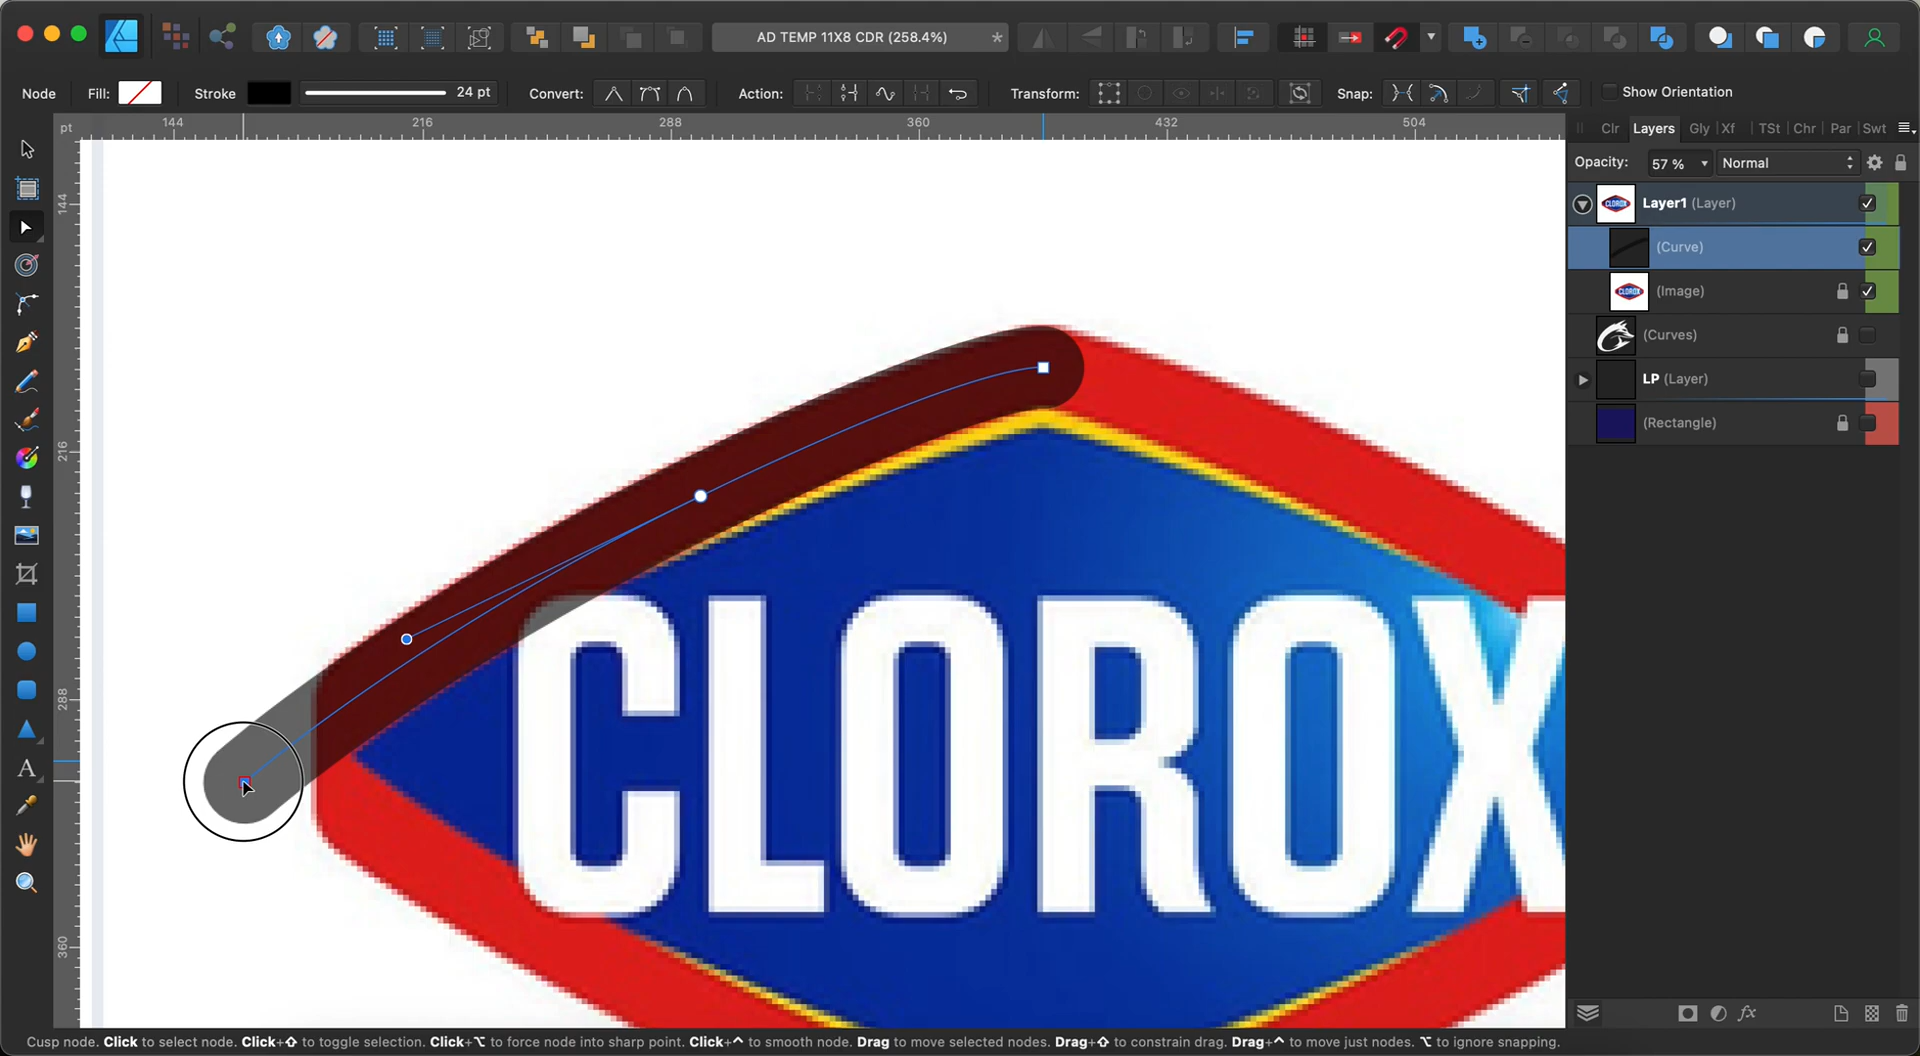 AD TEMP 11X8 CDR (258.4%) *
Node Fill: Stroke 24 pt Convert: Action: Transform: Snap: Show Orientation
pt 144 216 288 360 432 504
Clr Layers Gly Xf TSt Chr Par Swt
Opacity: 57 % Normal
144
Layer1 (Layer)
(Curve)
CLOROX (Image)
(Curves)
LP (Layer)
(Rectangle)
216
CLOROX
288
360
A
fx
Cusp node. Click to select node. Click+⇧ to toggle selection. Click+⌥ to force node into sharp point. Click+^ to smooth node. Drag to move selected nodes. Drag+⇧ to constrain drag. Drag+^ to move just nodes. ⌥ to ignore snapping.